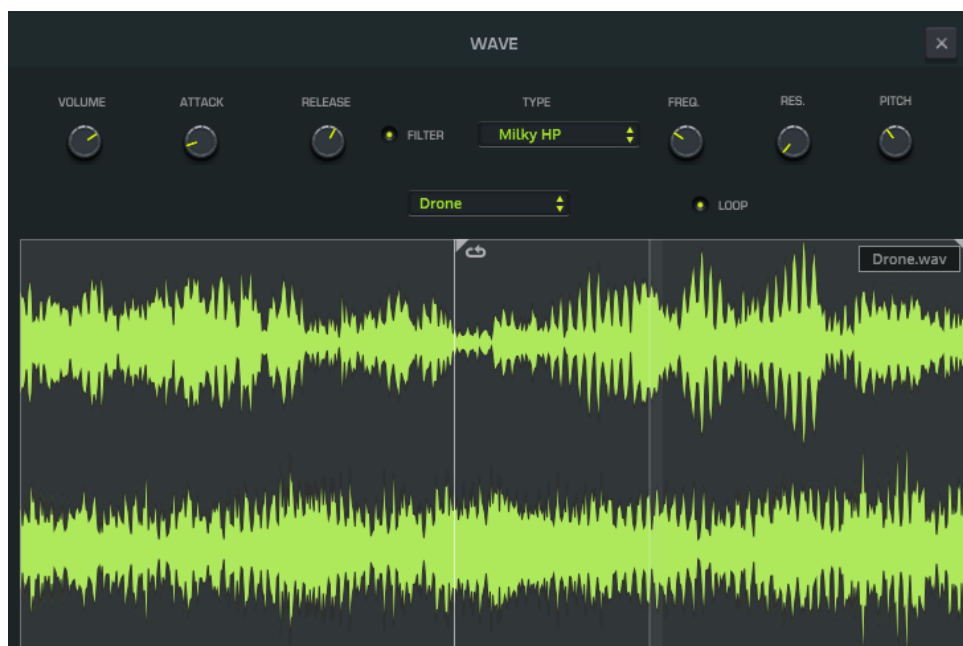 WAVE
VOLUME ATTACK RELEASE TYPE FREQ. RES. PITCH
FILTER Milky HP
Drone LOOP
Drone.wav